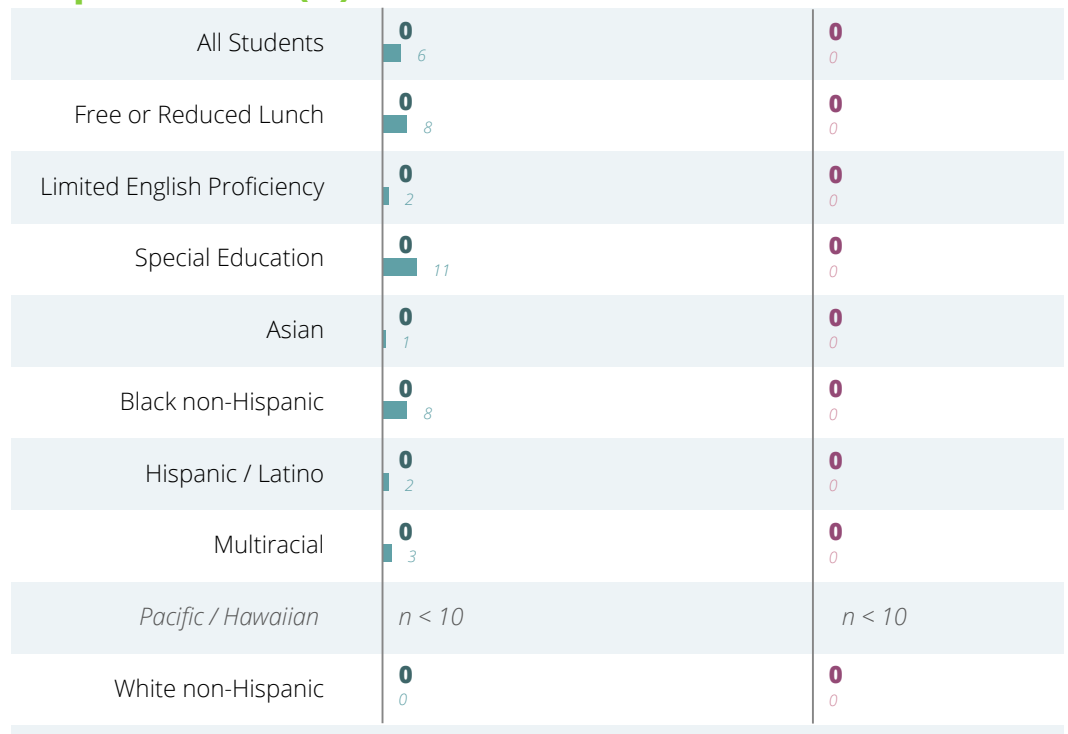 All Students 0 0
6 0
Free or Reduced Lunch 0 0
8 0
Limited English Proficiency 0 0
2 0
Special Education 0 0
11 0
Asian 0 0
1 0
Black non-Hispanic 0 0
8 0
Hispanic / Latino 0 0
2 0
Multiracial 0 0
3 0
Pacific / Hawaiian n < 10 n < 10
White non-Hispanic 0 0
0 0